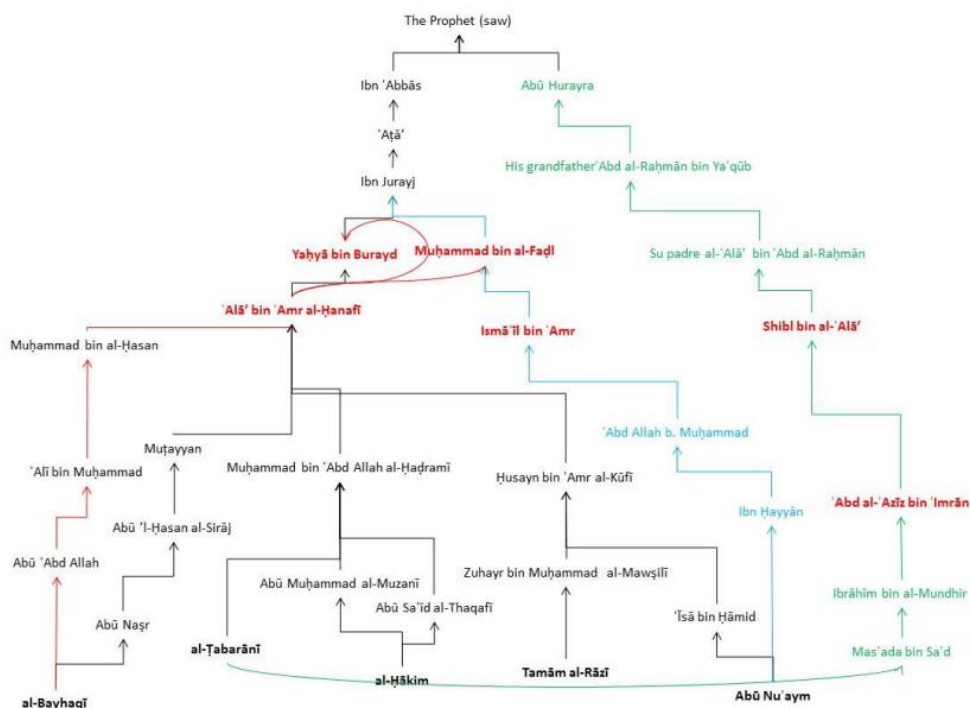 The Prophet (saw)
Ibn ʿAbbās
Abū Hurayra
ʿAṭāʾ
His grandfatherʿAbd al-Raḥmān bin Yaʿqūb
Ibn Jurayj
Yaḥyā bin Burayd
Muḥammad bin al-Faḍl
Su padre al-ʿAlāʾ bin ʿAbd al-Raḥmān
ʿAlāʾ bin ʿAmr al-Ḥanafī
Muḥammad bin al-Ḥasan
Ismāʿīl bin ʿAmr
Shibl bin al-ʿAlāʾ
Muṭayyan
ʿAbd Allah b. Muḥammad
ʿAlī bin Muḥammad
Muḥammad bin ʿAbd Allah al-Ḥaḍramī
Ḥusayn bin ʿAmr al-Kūfī
ʿAbd al-ʿAzīz bin ʿImrān
Abū ʾl-Ḥasan al-Sirāj
Ibn Ḥayyān
Abū ʿAbd Allah
Abū Muḥammad al-Muzanī
Zuhayr bin Muḥammad al-Mawṣilī
Ibrāhīm bin al-Mundhir
Abū Saʿīd al-Thaqafī
Abū Naṣr
ʿĪsā bin Ḥāmid
al-Ṭabarānī
Masʿada bin Saʿd
al-Ḥākim
Tamām al-Rāzī
al-Bayhaqī
Abū Nuʿaym